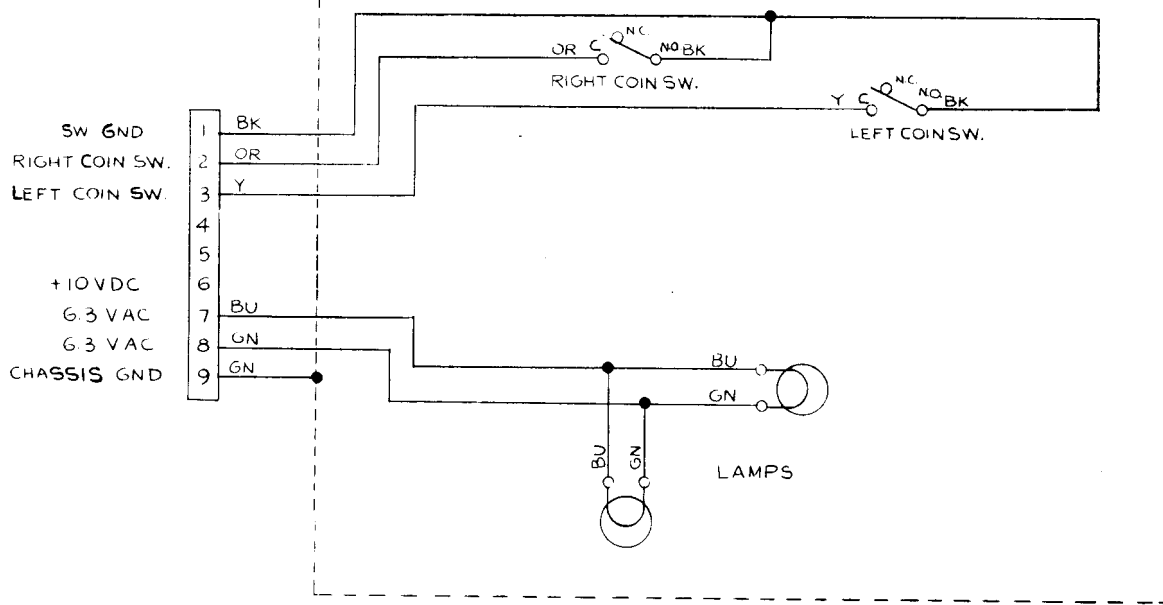 OR C N.C. N.O. BK
RIGHT COIN SW.
Y C N.C. N.O. BK
LEFT COIN SW.
SW GND 1 BK
RIGHT COIN SW. 2 OR
LEFT COIN SW. 3 Y
4
5
+10VDC 6
6.3 VAC 7 BU
6.3 VAC 8 GN
CHASSIS GND 9 GN
BU
GN
BU GN
LAMPS